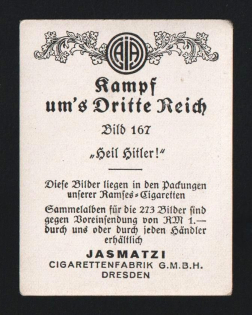 Kampf
um's Dritte Reich
Bild 167
„Heil Hitler!“
Diese Bilder liegen in den Packungen
unserer Ramses-Cigaretten
Sammelalben für die 273 Bilder sind
gegen Voreinsendung von RM 1.—
durch uns oder durch jeden Händler
erhältlich
JASMATZI
CIGARETTENFABRIK G.M.B.H.
DRESDEN